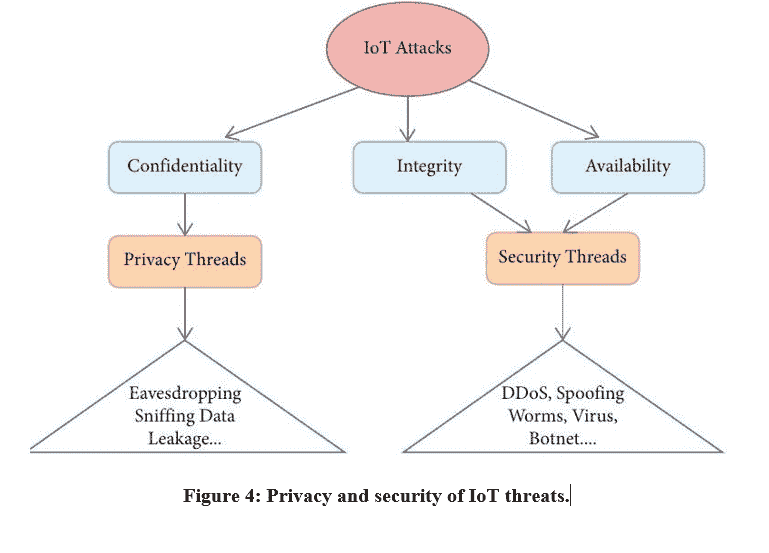 IoT Attacks
Confidentiality
Integrity
Availability
Privacy Threads
Security Threads
Eavesdropping
Sniffing Data
Leakage...
DDoS, Spoofing
Worms, Virus,
Botnet....
Figure 4: Privacy and security of IoT threats.